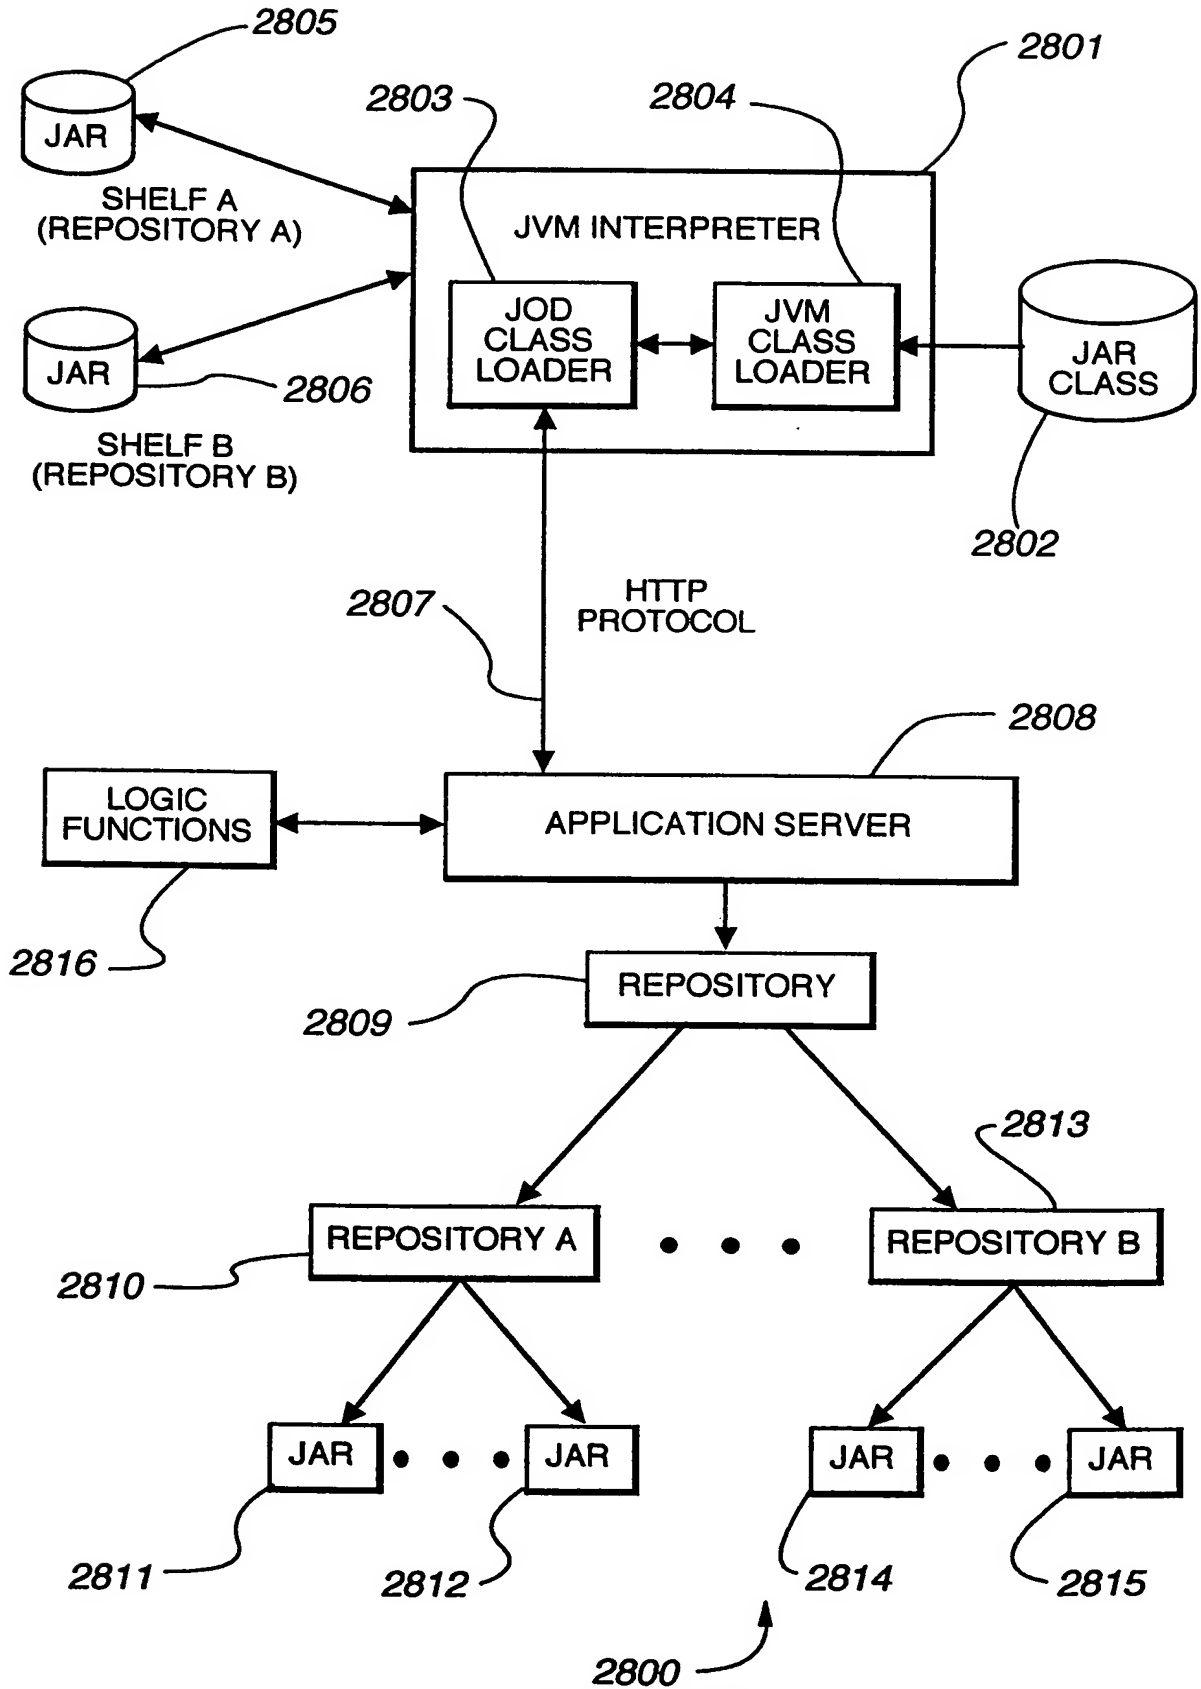 2805
2801
2803
2804
JAR
SHELF A
(REPOSITORY A)
JVM INTERPRETER
JOD
CLASS
LOADER
JVM
CLASS
LOADER
JAR
CLASS
JAR
2806
SHELF B
(REPOSITORY B)
2802
2807
HTTP
PROTOCOL
2808
LOGIC
FUNCTIONS
APPLICATION SERVER
2816
REPOSITORY
2809
2813
REPOSITORY A
REPOSITORY B
2810
JAR
JAR
JAR
JAR
2811
2812
2814
2815
2800